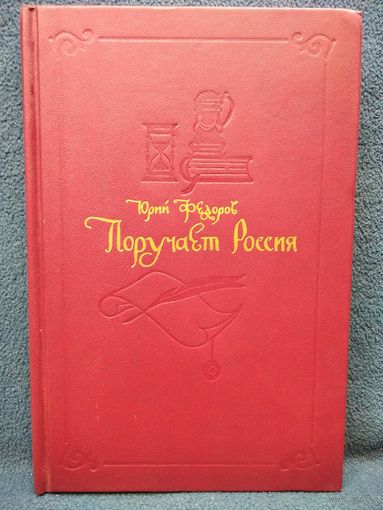 Юрий Федоров
Поручает Россия